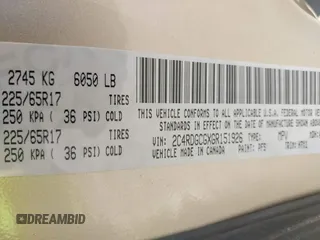 2745 KG 6050 LB
225/65R17 TIRES
250 KPA ( 36 PSI) COLD
225/65R17 TIRES
250 KPA ( 36 PSI) COLD
THIS VEHICLE CONFORMS TO ALL APPLICABLE U.S.A. FEDERAL MOTOR
STANDARDS IN EFFECT ON THE DATE OF MANUFACTURE SHOWN ABOVE
VIN: 2C4RDGCGXGR151926 TYPE: MPV
MADE IN CANADA PAINT:
DREAMBID